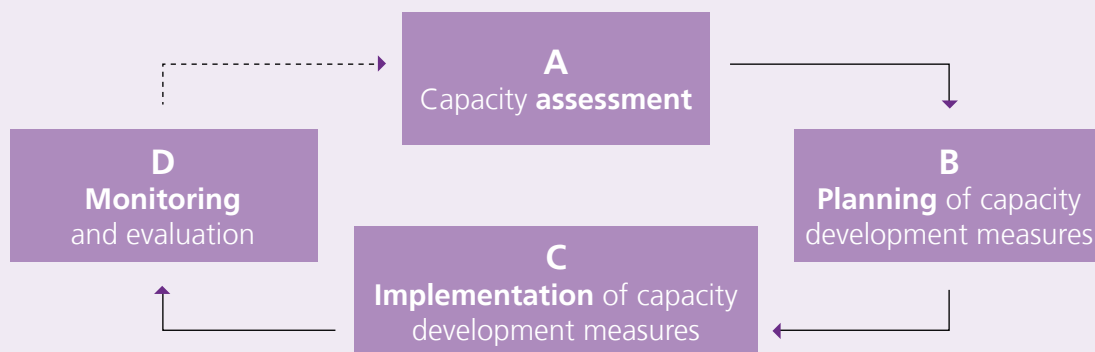 A
Capacity assessment
B
Planning of capacity
development measures
C
Implementation of capacity
development measures
D
Monitoring
and evaluation